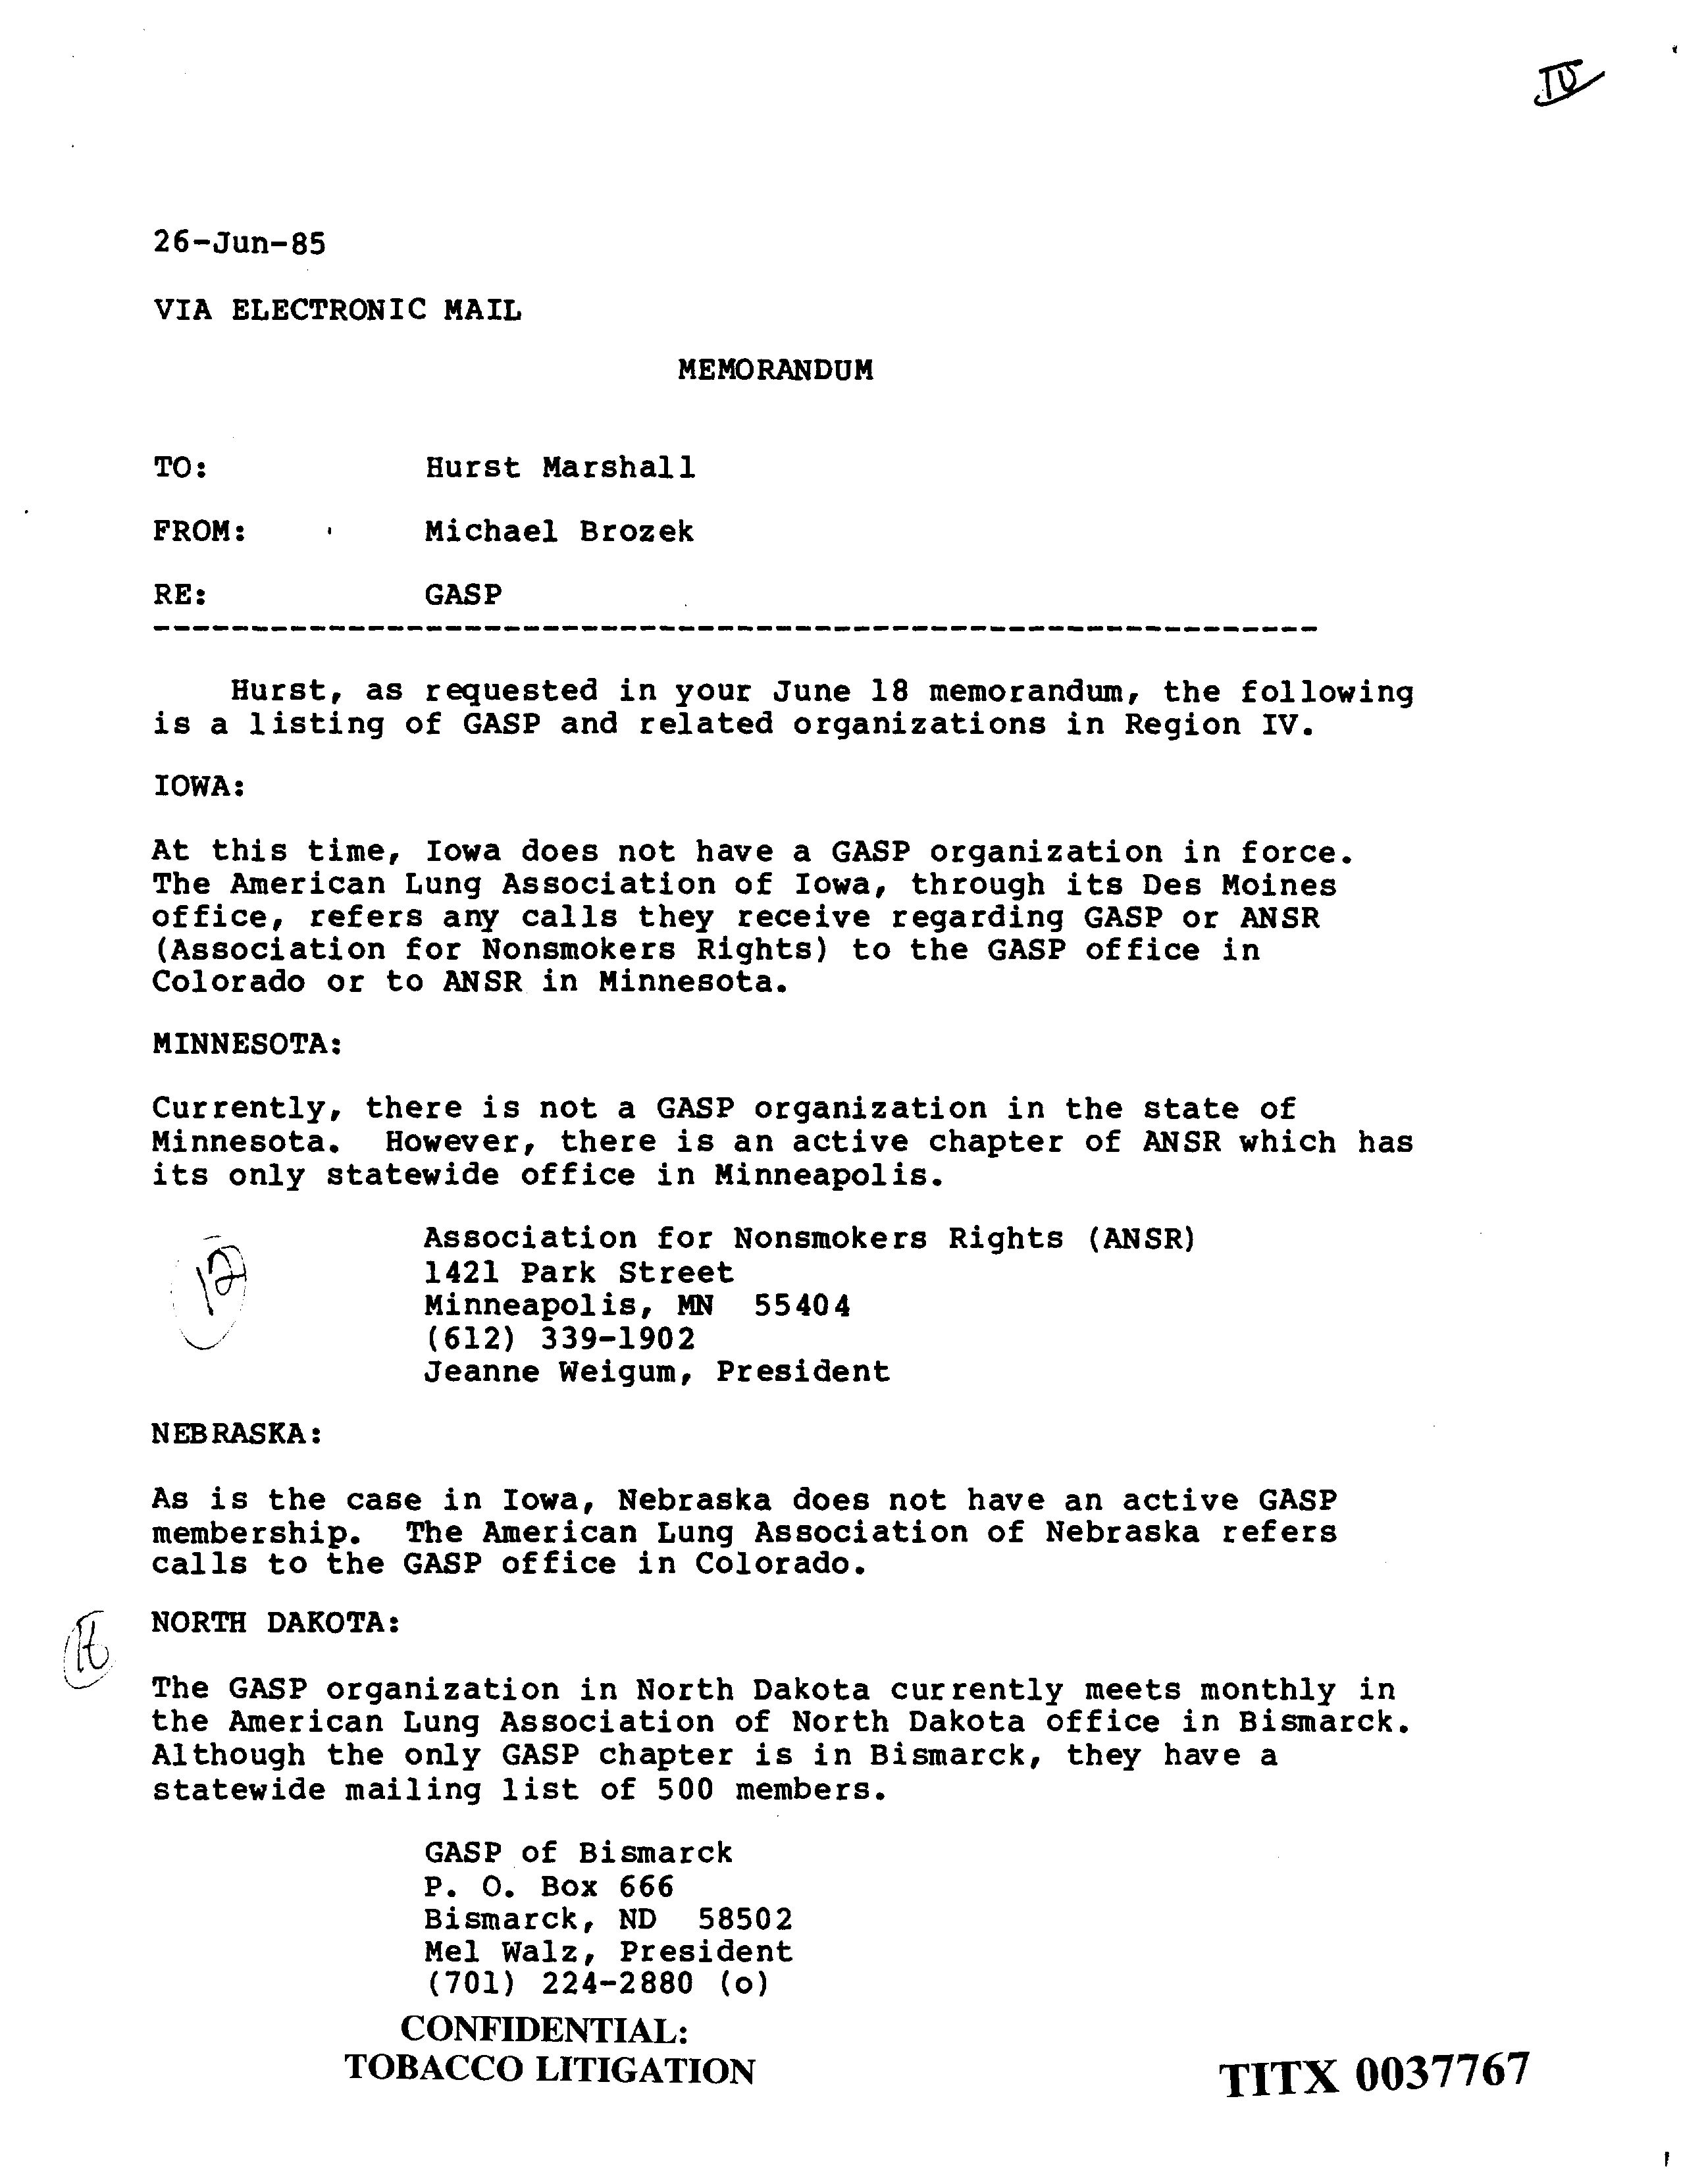 IV
26-Jun-85
VIA ELECTRONIC MAIL
MEMORANDUM
TO: Hurst Marshall
FROM: Michael Brozek
RE: GASP
------------------------------------------------------------
Hurst, as requested in your June 18 memorandum, the following
is a listing of GASP and related organizations in Region IV.
IOWA:
At this time, Iowa does not have a GASP organization in force.
The American Lung Association of Iowa, through its Des Moines
office, refers any calls they receive regarding GASP or ANSR
(Association for Nonsmokers Rights) to the GASP office in
Colorado or to ANSR in Minnesota.
MINNESOTA:
Currently, there is not a GASP organization in the state of
Minnesota. However, there is an active chapter of ANSR which has
its only statewide office in Minneapolis.
Association for Nonsmokers Rights (ANSR)
1421 Park Street
Minneapolis, MN 55404
(612) 339-1902
Jeanne Weigum, President
NEBRASKA:
As is the case in Iowa, Nebraska does not have an active GASP
membership. The American Lung Association of Nebraska refers
calls to the GASP office in Colorado.
NORTH DAKOTA:
The GASP organization in North Dakota currently meets monthly in
the American Lung Association of North Dakota office in Bismarck.
Although the only GASP chapter is in Bismarck, they have a
statewide mailing list of 500 members.
GASP of Bismarck
P. O. Box 666
Bismarck, ND 58502
Mel Walz, President
(701) 224-2880 (o)
CONFIDENTIAL:
TOBACCO LITIGATION
TITX 0037767